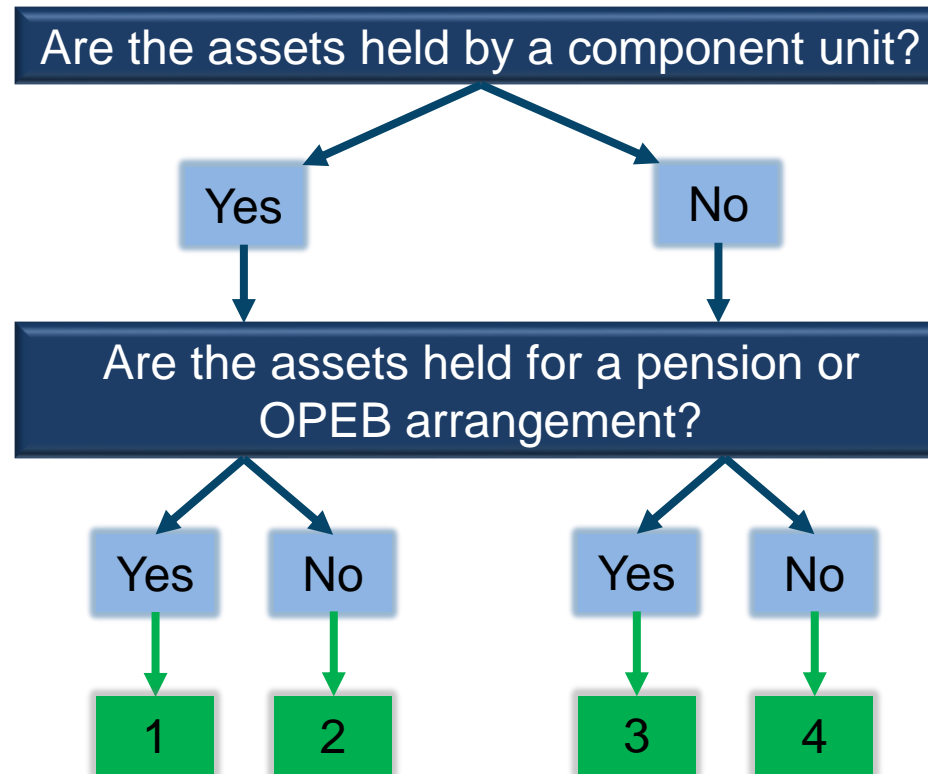 Are the assets held by a component unit?
Yes
No
Are the assets held for a pension or
OPEB arrangement?
Yes
No
Yes
No
1
2
3
4